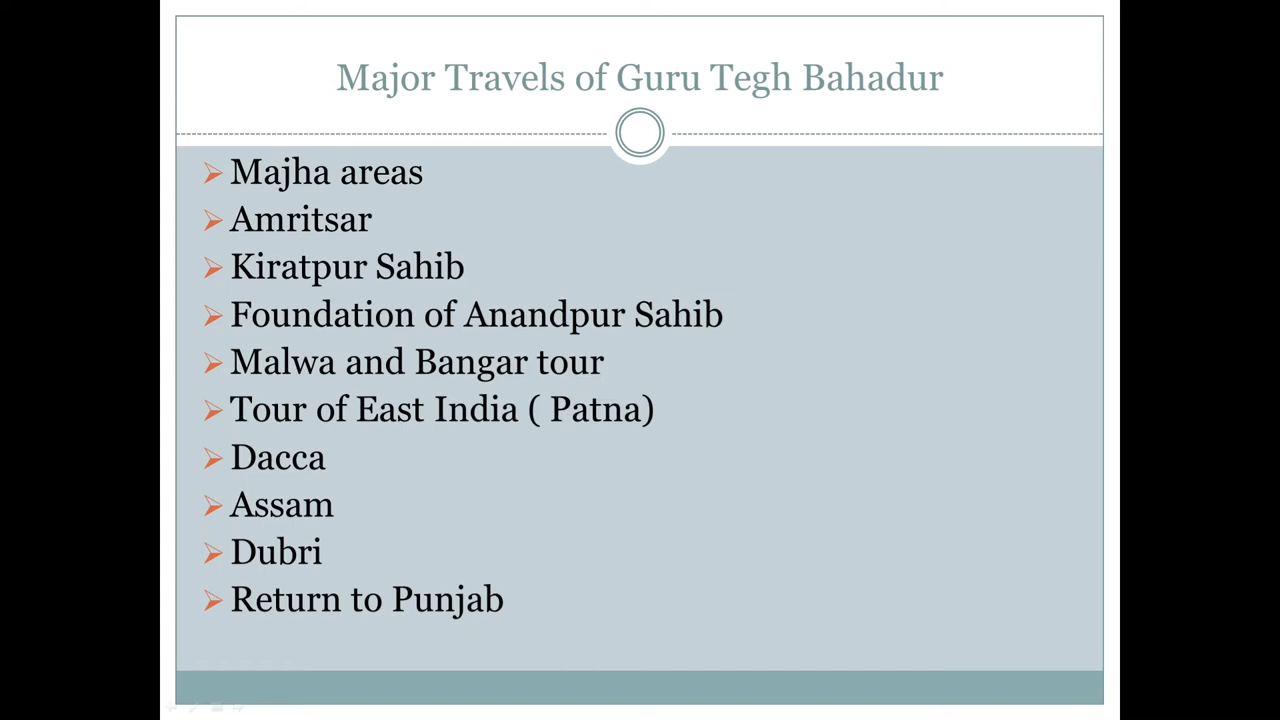 Major Travels of Guru Tegh Bahadur
Majha areas
Amritsar
Kiratpur Sahib
Foundation of Anandpur Sahib
Malwa and Bangar tour
Tour of East India ( Patna)
Dacca
Assam
Dubri
Return to Punjab